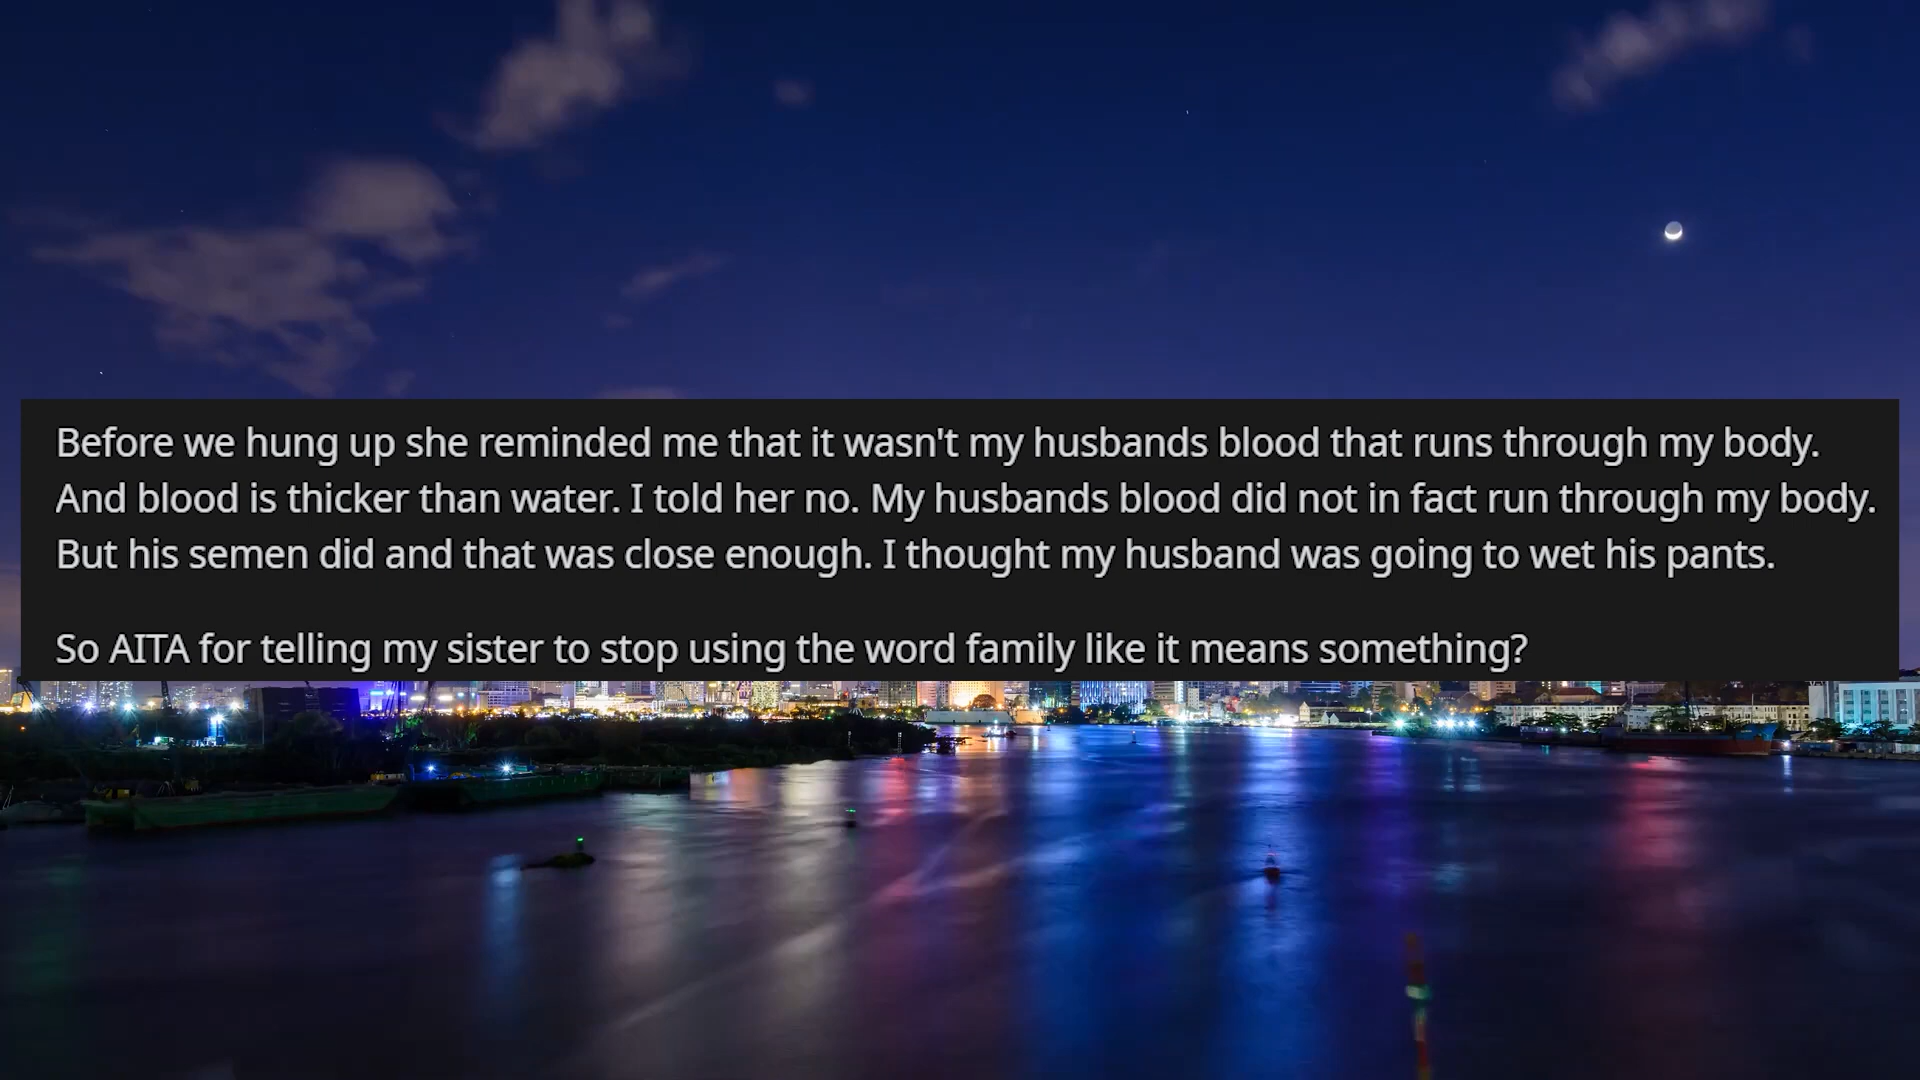 Before we hung up she reminded me that it wasn't my husbands blood that runs through my body.
And blood is thicker than water. I told her no. My husbands blood did not in fact run through my body.
But his semen did and that was close enough. I thought my husband was going to wet his pants.
So AITA for telling my sister to stop using the word family like it means something?